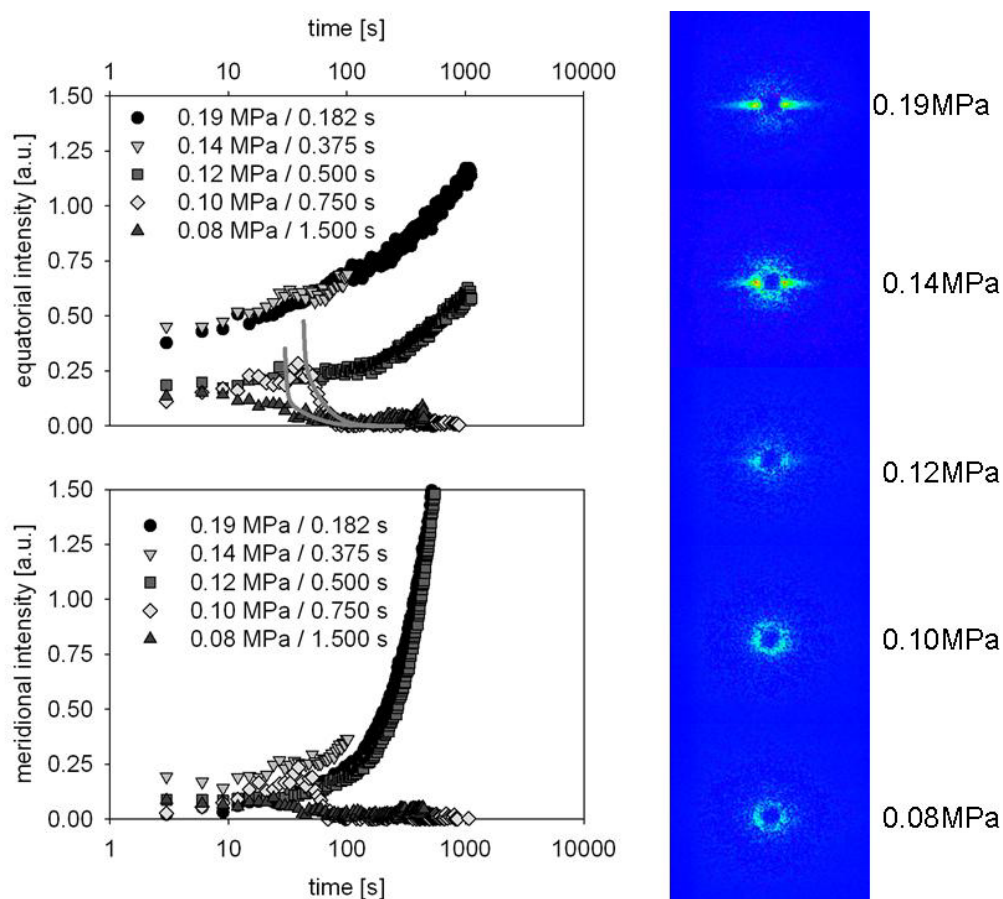 time [s]
1 10 100 1000 10000
equatorial intensity [a.u.]
1.50
1.25
1.00
0.75
0.50
0.25
0.00
0.19 MPa / 0.182 s
0.14 MPa / 0.375 s
0.12 MPa / 0.500 s
0.10 MPa / 0.750 s
0.08 MPa / 1.500 s
meridional intensity [a.u.]
1.50
1.25
1.00
0.75
0.50
0.25
0.00
0.19 MPa / 0.182 s
0.14 MPa / 0.375 s
0.12 MPa / 0.500 s
0.10 MPa / 0.750 s
0.08 MPa / 1.500 s
1 10 100 1000 10000
time [s]
0.19MPa
0.14MPa
0.12MPa
0.10MPa
0.08MPa